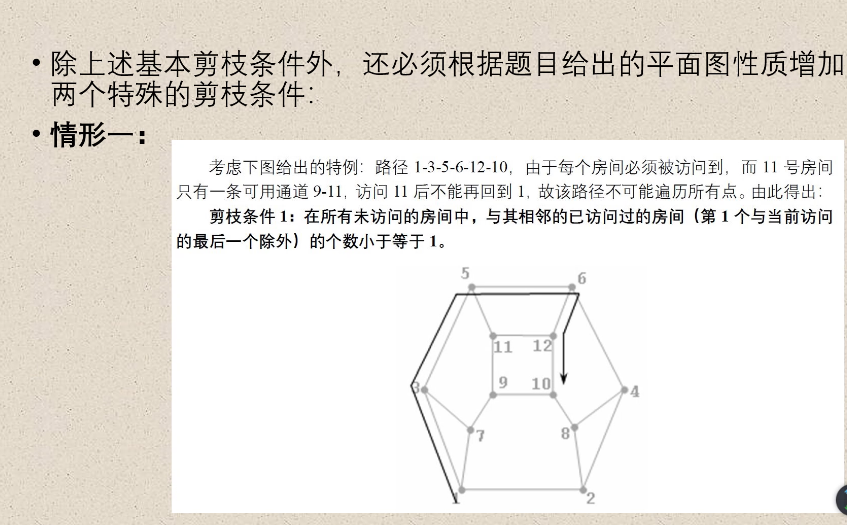 • 除上述基本剪枝条件外，还必须根据题目给出的平面图性质增加
两个特殊的剪枝条件：
• 情形一：
考虑下图给出的特例：路径 1-3-5-6-12-10，由于每个房间必须被访问到，而 11 号房间
只有一条可用通道 9-11，访问 11 后不能再回到 1，故该路径不可能遍历所有点。由此得出：
剪枝条件 1：在所有未访问的房间中，与其相邻的已访问过的房间（第 1 个与当前访问
的最后一个除外）的个数小于等于 1。
5
6
11
12
3
9
10
4
7
8
1
2